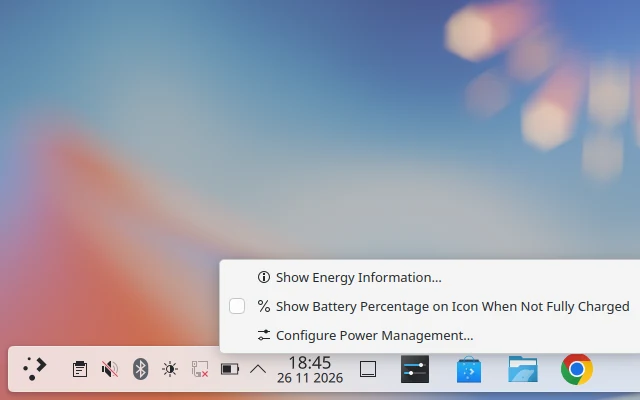 Show Energy Information...
Show Battery Percentage on Icon When Not Fully Charged
Configure Power Management...
18:45
26 11 2026